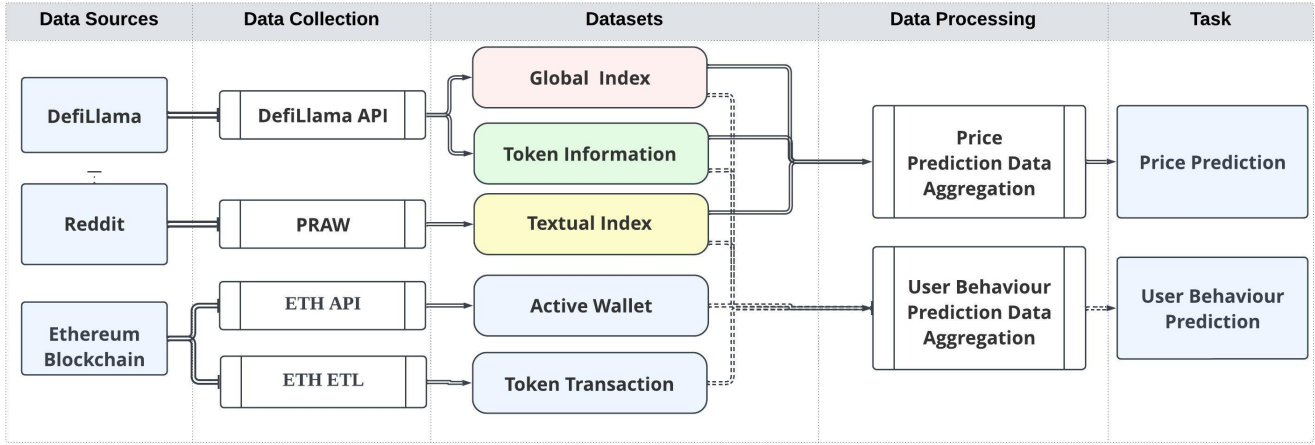 Data Sources
Data Collection
Datasets
Data Processing
Task
DefiLlama
DefiLlama API
Global Index
Token Information
Price
Prediction Data
Aggregation
Price Prediction
Reddit
PRAW
Textual Index
Ethereum
Blockchain
ETH API
ETH ETL
Active Wallet
Token Transaction
User Behaviour
Prediction Data
Aggregation
User Behaviour
Prediction